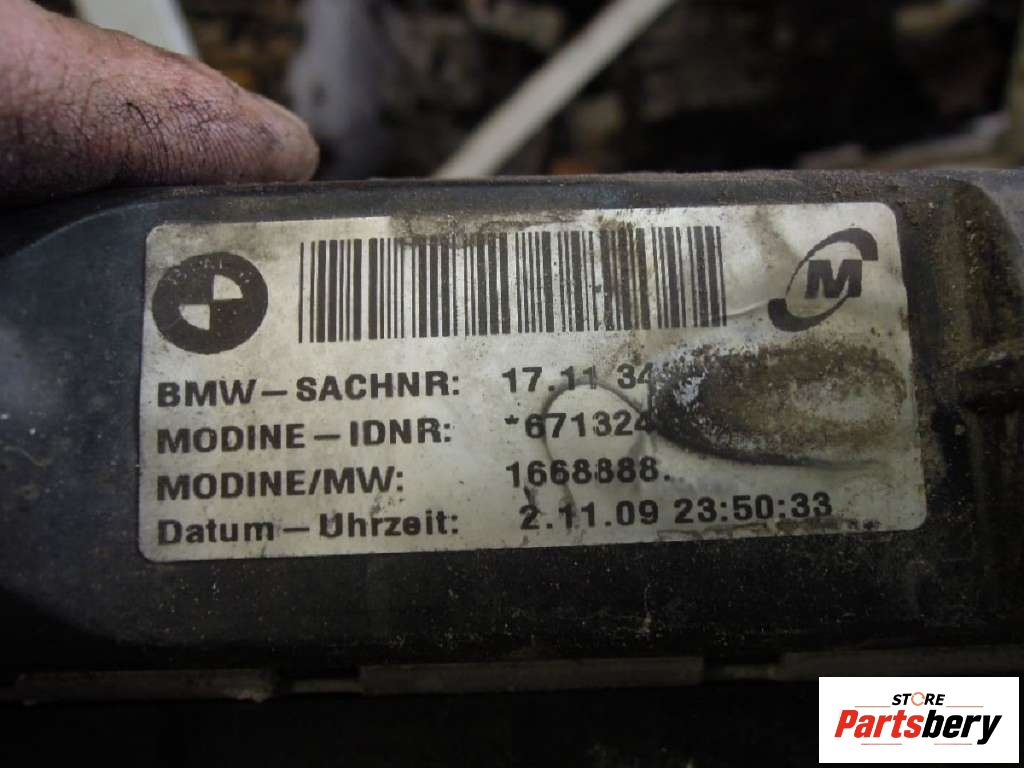 M
BMW-SACHNR: 17.11 34
MODINE-IDNR: *671324
MODINE/MW: 1668888.
Datum-Uhrzeit: 2.11.09 23:50:33
STORE
Partsbery